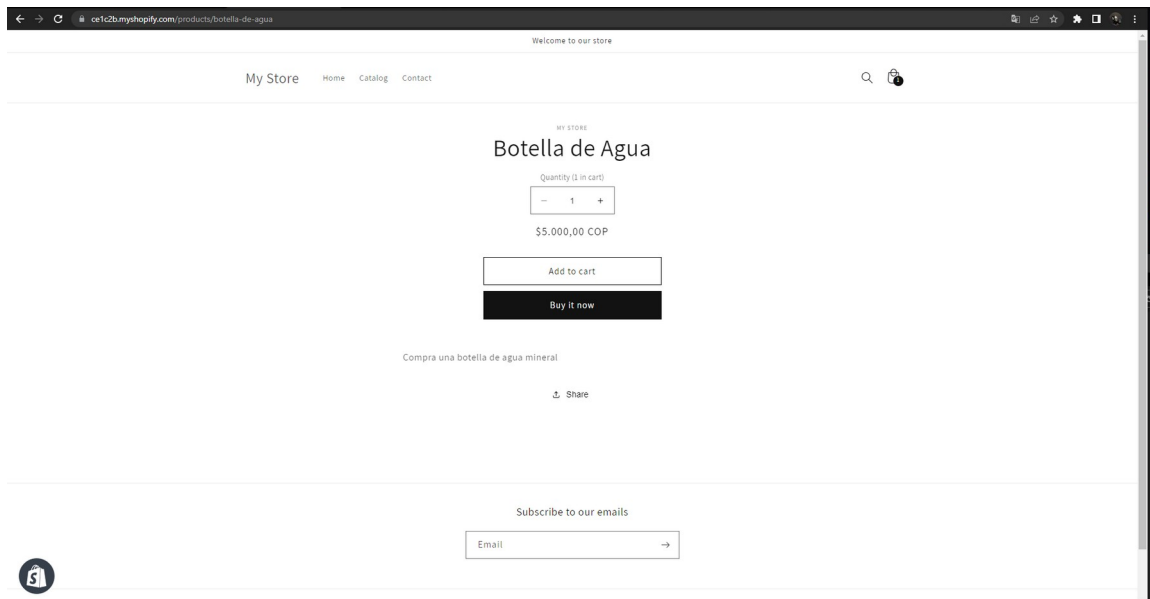 ce1c2b.myshopify.com/products/botella-de-agua
Welcome to our store
My Store Home Catalog Contact
1
MY STORE
Botella de Agua
Quantity (1 in cart)
− 1 +
$5.000,00 COP
Add to cart
Buy it now
Compra una botella de agua mineral
Share
Subscribe to our emails
Email